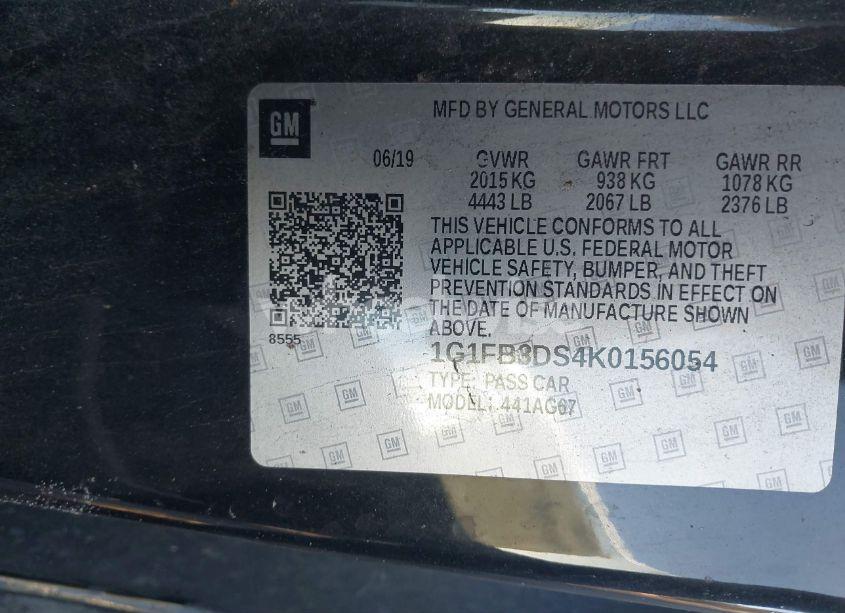 MFD BY GENERAL MOTORS LLC
GM
06/19 GVWR GAWR FRT GAWR RR
2015 KG 938 KG 1078 KG
4443 LB 2067 LB 2376 LB
THIS VEHICLE CONFORMS TO ALL
APPLICABLE U.S. FEDERAL MOTOR
VEHICLE SAFETY, BUMPER, AND THEFT
PREVENTION STANDARDS IN EFFECT ON
THE DATE OF MANUFACTURE SHOWN
ABOVE.
8555
1G1FB3DS4K0156054
TYPE: PASS CAR
MODEL: 441AG67